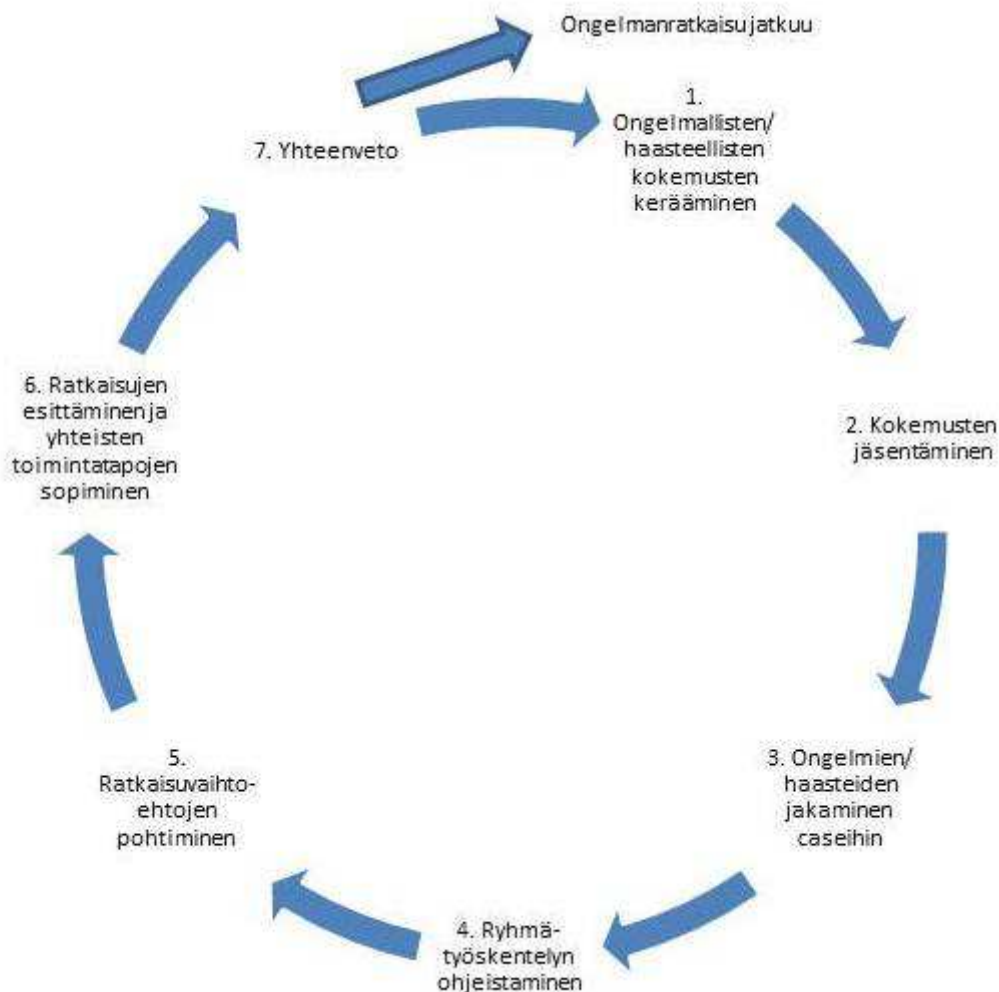 Ongelmanratkaisu jatkuu
1.
Ongelmallisten/
haasteellisten
kokemusten
kerääminen
2. Kokemusten
jäsentäminen
3. Ongelmien/
haasteiden
jakaminen
caseihin
4. Ryhmä-
työskentelyn
ohjeistaminen
5.
Ratkaisuvaihto-
ehtojen
pohtiminen
6. Ratkaisujen
esittäminen ja
yhteisten
toimintatapojen
sopiminen
7. Yhteenveto